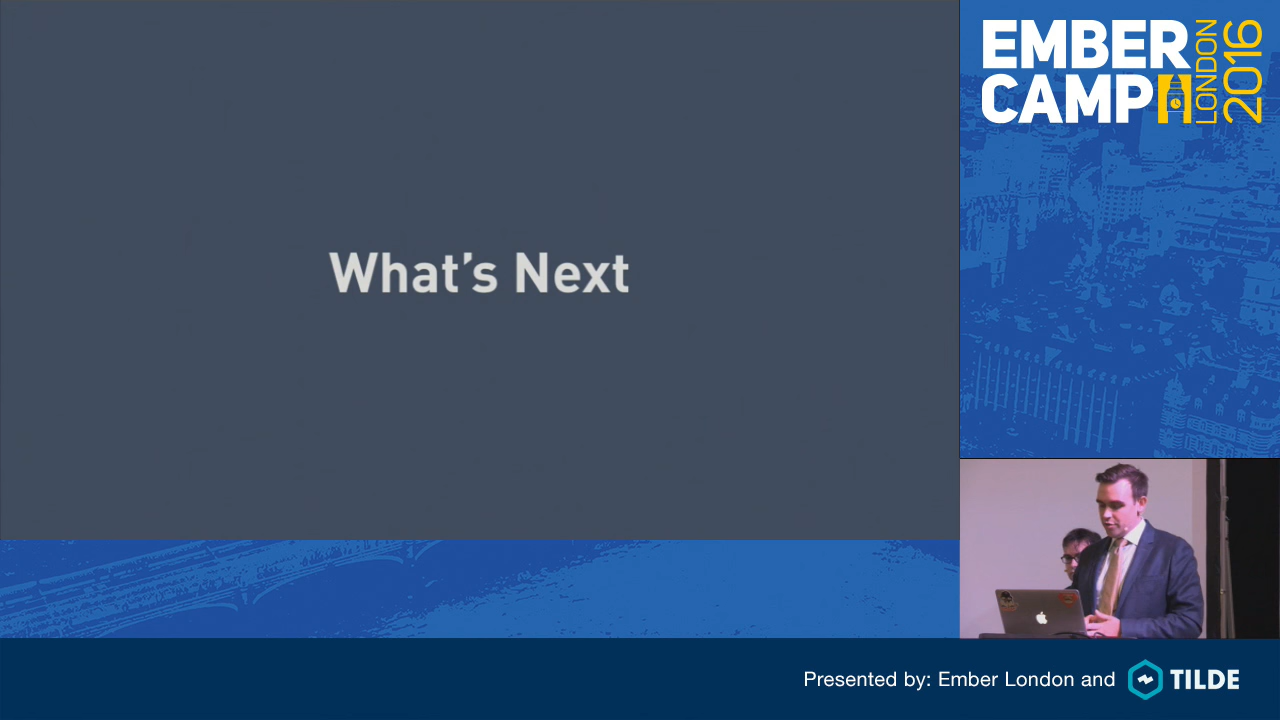 What's Next
EMBER
CAMP
LONDON
2016
Presented by: Ember London and TILDE